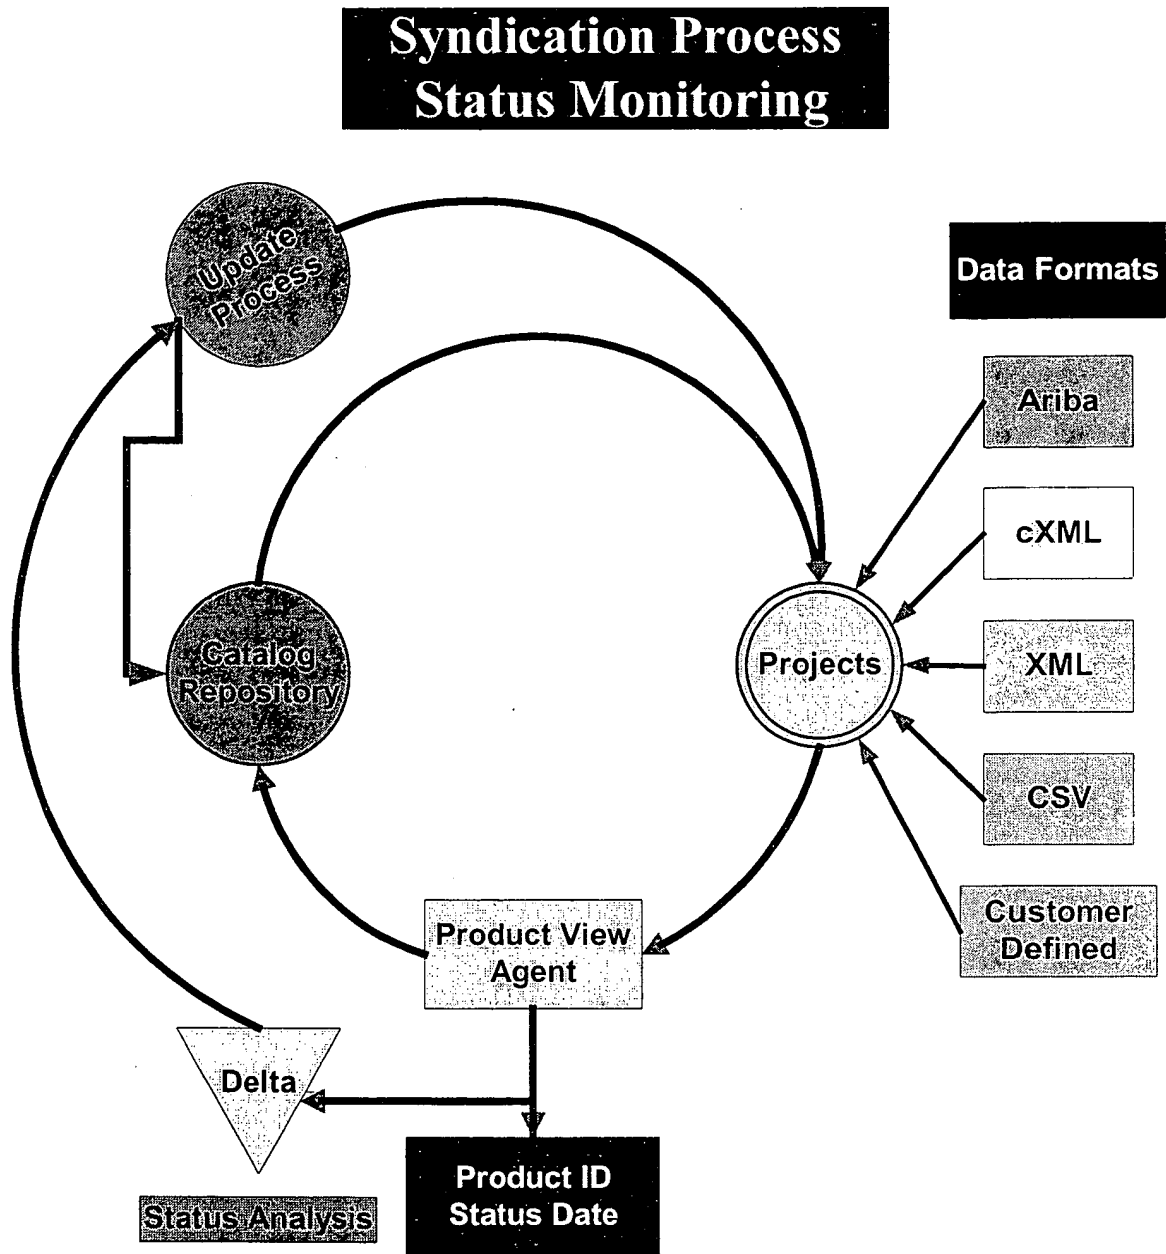 Syndication Process
Status Monitoring
Update
Process
Data Formats
Ariba
cXML
Catalog
Repository
Projects
XML
CSV
Product View
Agent
Customer
Defined
Delta
Product ID
Status Date
Status Analysis